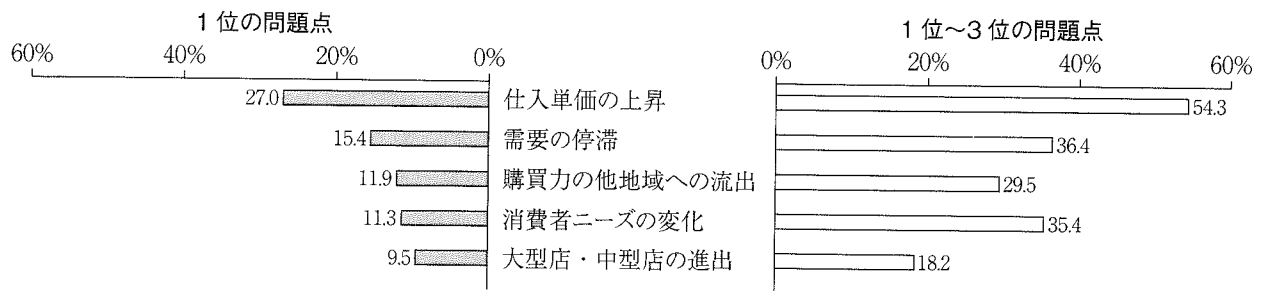 1位の問題点
60% 40% 20% 0%
1位～3位の問題点
0% 20% 40% 60%
27.0 仕入単価の上昇 54.3
15.4 需要の停滞 36.4
11.9 購買力の他地域への流出 29.5
11.3 消費者ニーズの変化 35.4
9.5 大型店・中型店の進出 18.2